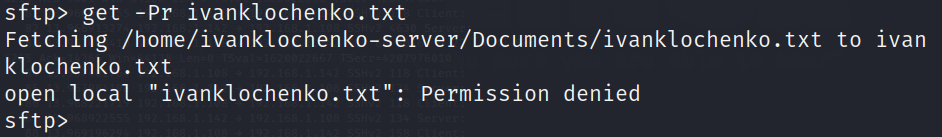 sftp> get -Pr ivanklochenko.txt
Fetching /home/ivanklochenko-server/Documents/ivanklochenko.txt to ivan
klochenko.txt
open local "ivanklochenko.txt": Permission denied
sftp>